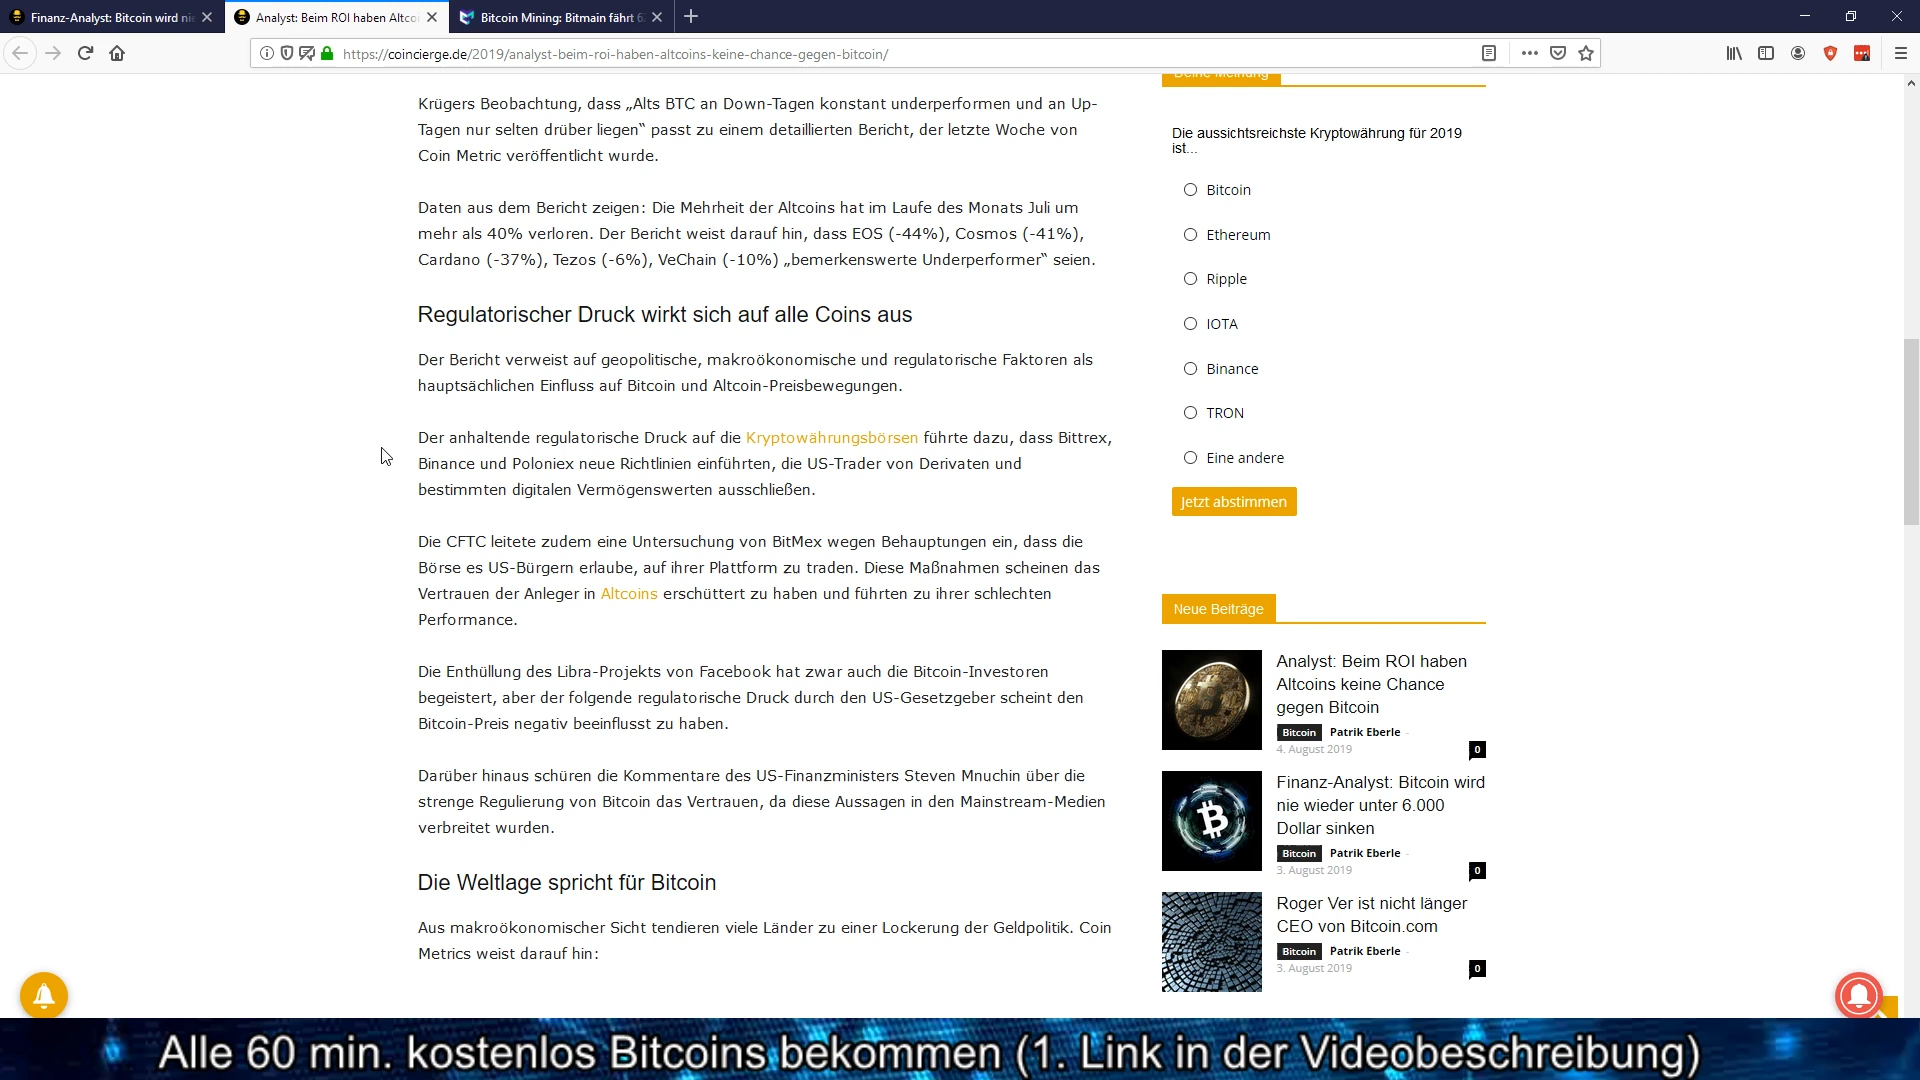 Finanz-Analyst: Bitcoin wird nie
Analyst: Beim ROI haben Altco
Bitcoin Mining: Bitmain fährt 6
https://coincierge.de/2019/analyst-beim-roi-haben-altcoins-keine-chance-gegen-bitcoin/
Krügers Beobachtung, dass „Alts BTC an Down-Tagen konstant underperformen und an Up-
Tagen nur selten drüber liegen“ passt zu einem detaillierten Bericht, der letzte Woche von
Coin Metric veröffentlicht wurde.
Daten aus dem Bericht zeigen: Die Mehrheit der Altcoins hat im Laufe des Monats Juli um
mehr als 40% verloren. Der Bericht weist darauf hin, dass EOS (-44%), Cosmos (-41%),
Cardano (-37%), Tezos (-6%), VeChain (-10%) „bemerkenswerte Underperformer“ seien.
Regulatorischer Druck wirkt sich auf alle Coins aus
Der Bericht verweist auf geopolitische, makroökonomische und regulatorische Faktoren als
hauptsächlichen Einfluss auf Bitcoin und Altcoin-Preisbewegungen.
Der anhaltende regulatorische Druck auf die Kryptowährungsbörsen führte dazu, dass Bittrex,
Binance und Poloniex neue Richtlinien einführten, die US-Trader von Derivaten und
bestimmten digitalen Vermögenswerten ausschließen.
Die CFTC leitete zudem eine Untersuchung von BitMex wegen Behauptungen ein, dass die
Börse es US-Bürgern erlaube, auf ihrer Plattform zu traden. Diese Maßnahmen scheinen das
Vertrauen der Anleger in Altcoins erschüttert zu haben und führten zu ihrer schlechten
Performance.
Die Enthüllung des Libra-Projekts von Facebook hat zwar auch die Bitcoin-Investoren
begeistert, aber der folgende regulatorische Druck durch den US-Gesetzgeber scheint den
Bitcoin-Preis negativ beeinflusst zu haben.
Darüber hinaus schüren die Kommentare des US-Finanzministers Steven Mnuchin über die
strenge Regulierung von Bitcoin das Vertrauen, da diese Aussagen in den Mainstream-Medien
verbreitet wurden.
Die Weltlage spricht für Bitcoin
Aus makroökonomischer Sicht tendieren viele Länder zu einer Lockerung der Geldpolitik. Coin
Metrics weist darauf hin:
Deine Meinung
Die aussichtsreichste Kryptowährung für 2019
ist...
Bitcoin
Ethereum
Ripple
IOTA
Binance
TRON
Eine andere
Jetzt abstimmen
Neue Beiträge
Analyst: Beim ROI haben
Altcoins keine Chance
gegen Bitcoin
Bitcoin Patrik Eberle -
4. August 2019
0
Finanz-Analyst: Bitcoin wird
nie wieder unter 6.000
Dollar sinken
Bitcoin Patrik Eberle -
3. August 2019
0
Roger Ver ist nicht länger
CEO von Bitcoin.com
Bitcoin Patrik Eberle -
3. August 2019
0
Alle 60 min. kostenlos Bitcoins bekommen (1. Link in der Videobeschreibung)